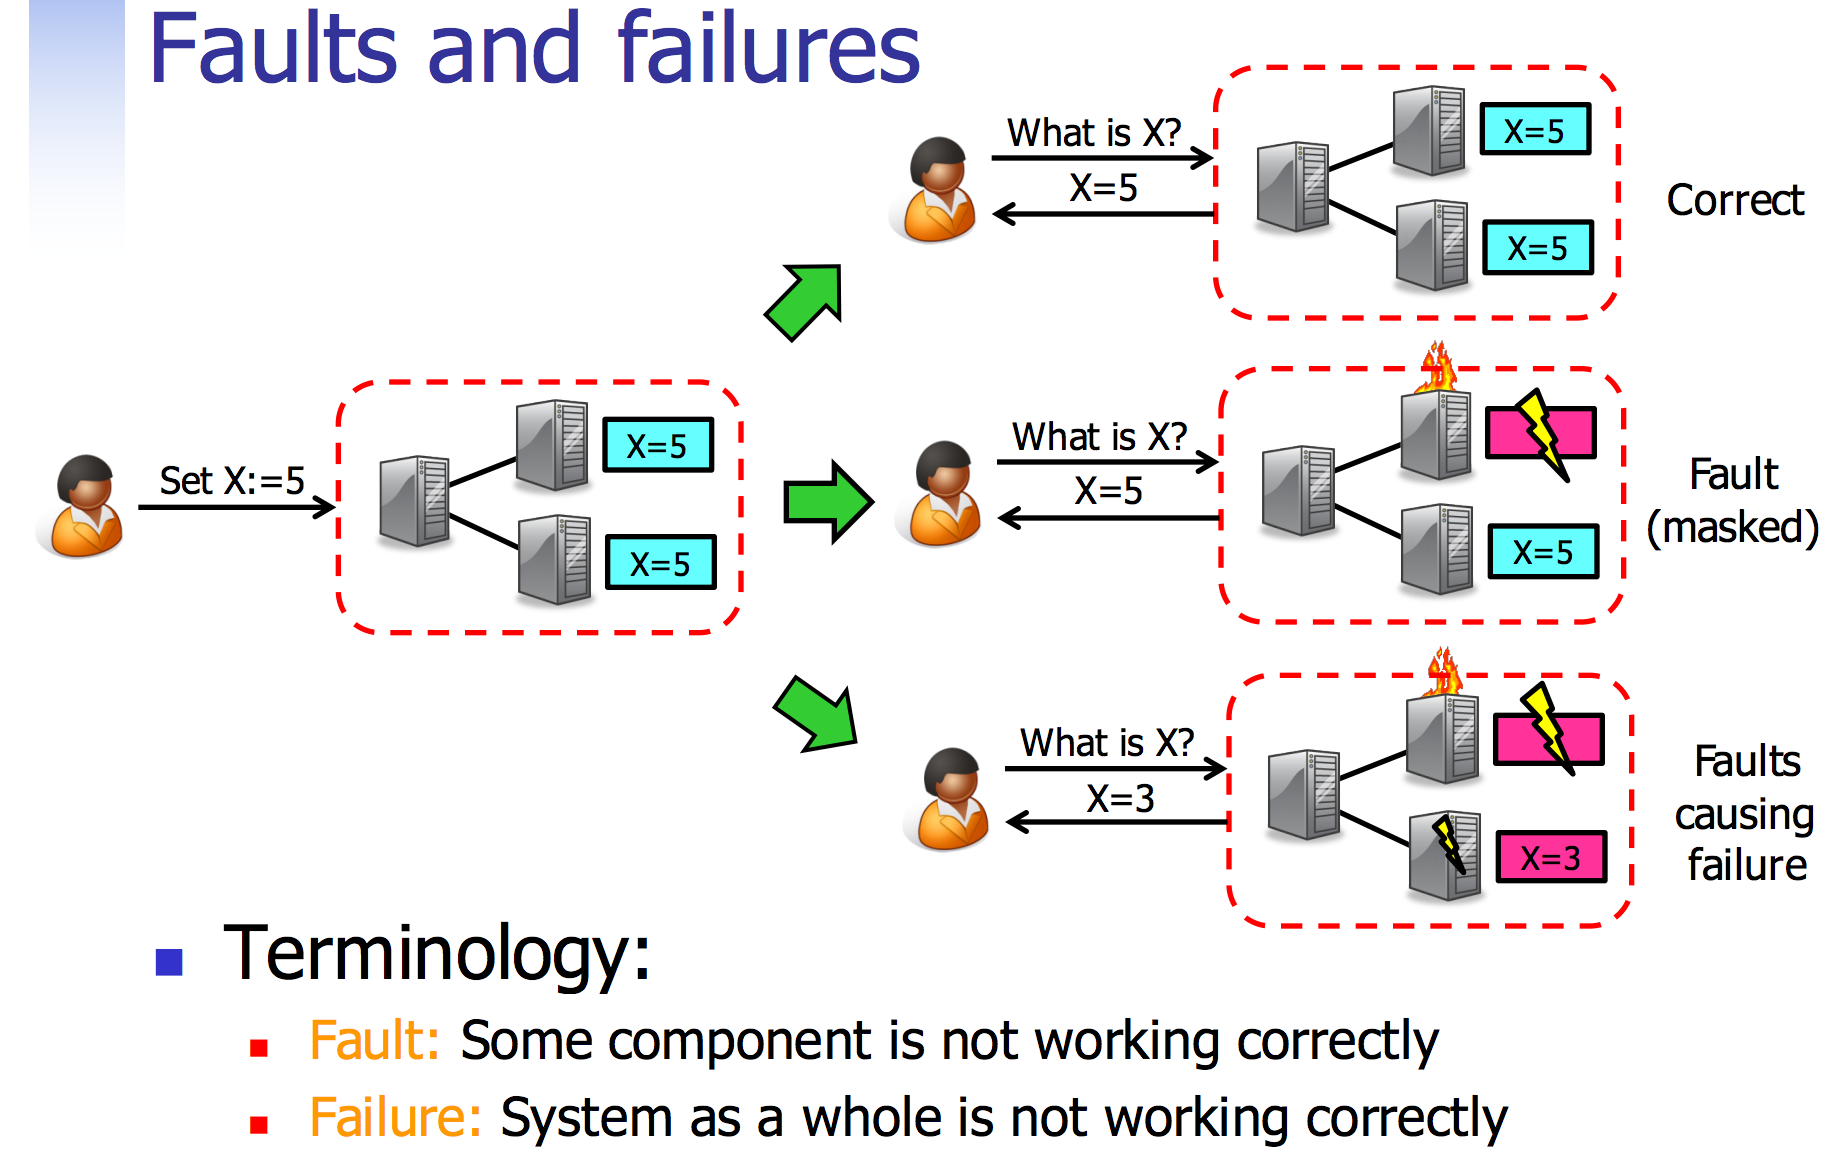 Faults and failures
Set X:=5
X=5
X=5
What is X?
X=5
X=5
X=5
Correct
What is X?
X=5
X=5
Fault
(masked)
What is X?
X=3
X=3
Faults
causing
failure
Terminology:
Fault: Some component is not working correctly
Failure: System as a whole is not working correctly